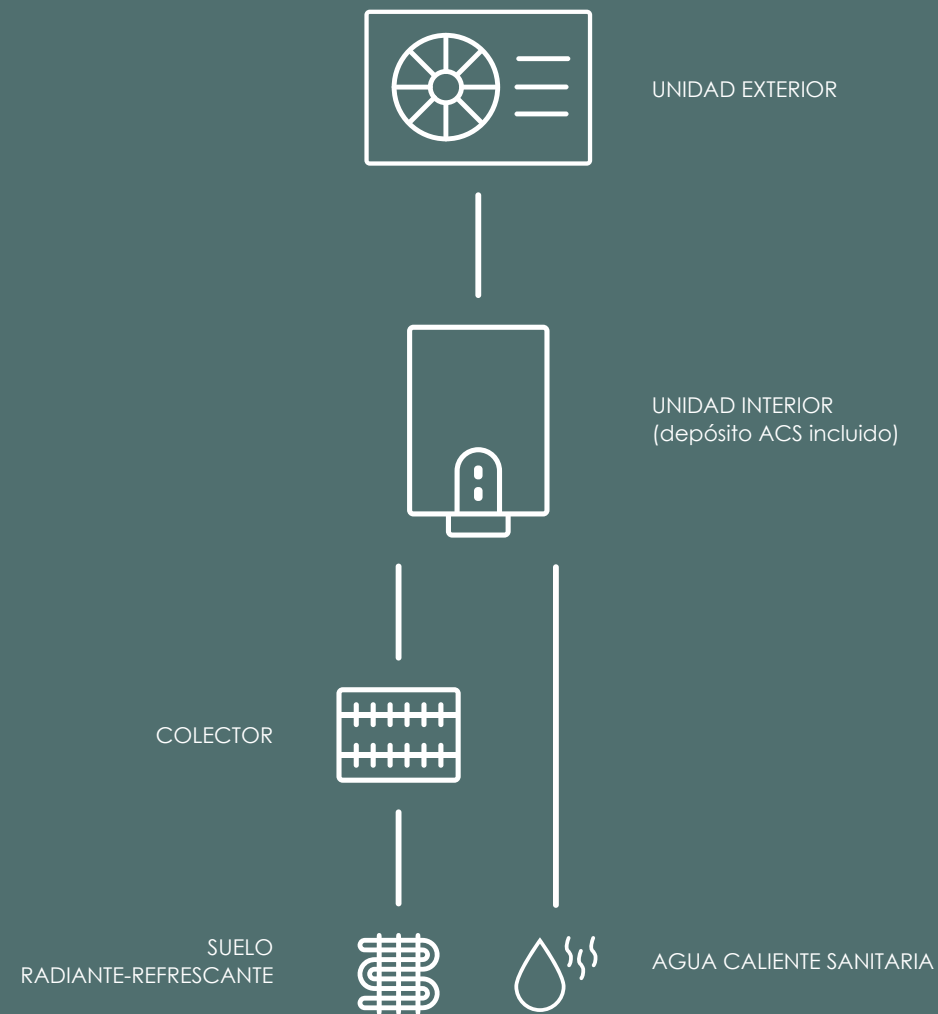 UNIDAD EXTERIOR
UNIDAD INTERIOR
(depósito ACS incluido)
COLECTOR
SUELO
RADIANTE-REFRESCANTE
AGUA CALIENTE SANITARIA